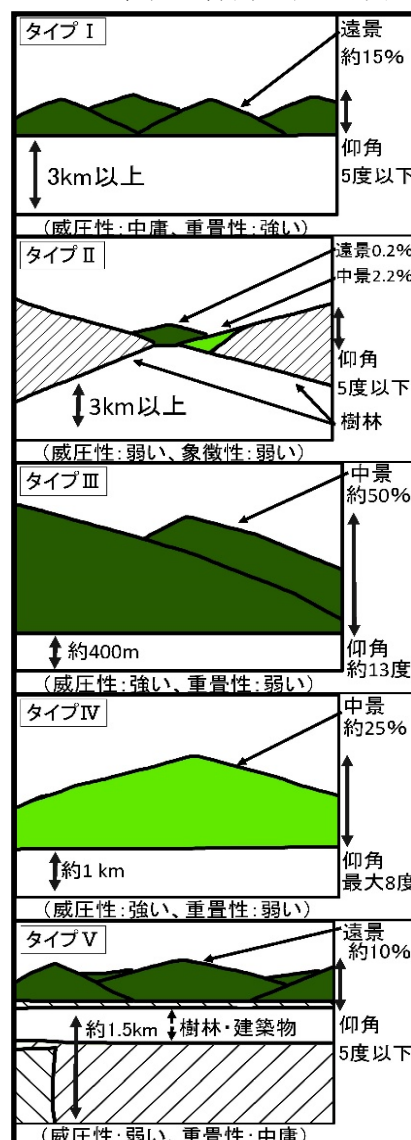 タイプⅠ
遠景
約15%
仰角
5度以下
3km以上
(威圧性:中庸、重畳性:強い)
タイプⅡ
遠景0.2%
中景2.2%
仰角
5度以下
3km以上
樹林
(威圧性:弱い、象徴性:弱い)
タイプⅢ
中景
約50%
約400m
仰角
約13度
(威圧性:強い、重畳性:弱い)
タイプⅣ
中景
約25%
約1 km
仰角
最大8度
(威圧性:強い、重畳性:弱い)
タイプⅤ
遠景
約10%
約1.5km
樹林・建築物
仰角
5度以下
(威圧性:弱い、重畳性:中庸)